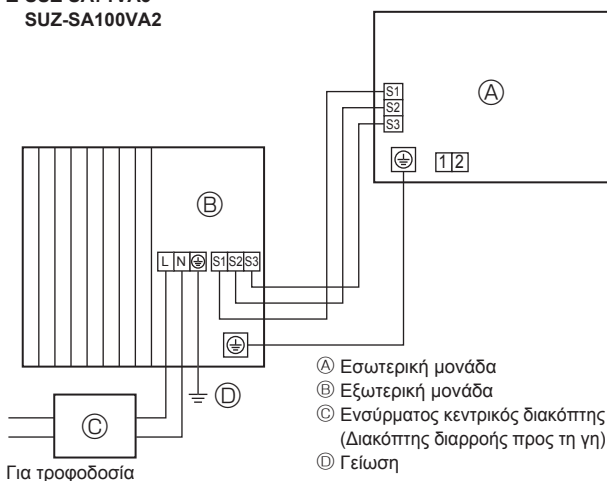 SUZ-SA100VA2
S1
S2
S3
Ⓐ
1 2
Ⓑ
L N S1 S2 S3
Ⓓ
Ⓒ
Για τροφοδοσία
Ⓐ Εσωτερική μονάδα
Ⓑ Εξωτερική μονάδα
Ⓒ Ενσύρματος κεντρικός διακόπτης
(Διακόπτης διαρροής προς τη γη)
Ⓓ Γείωση